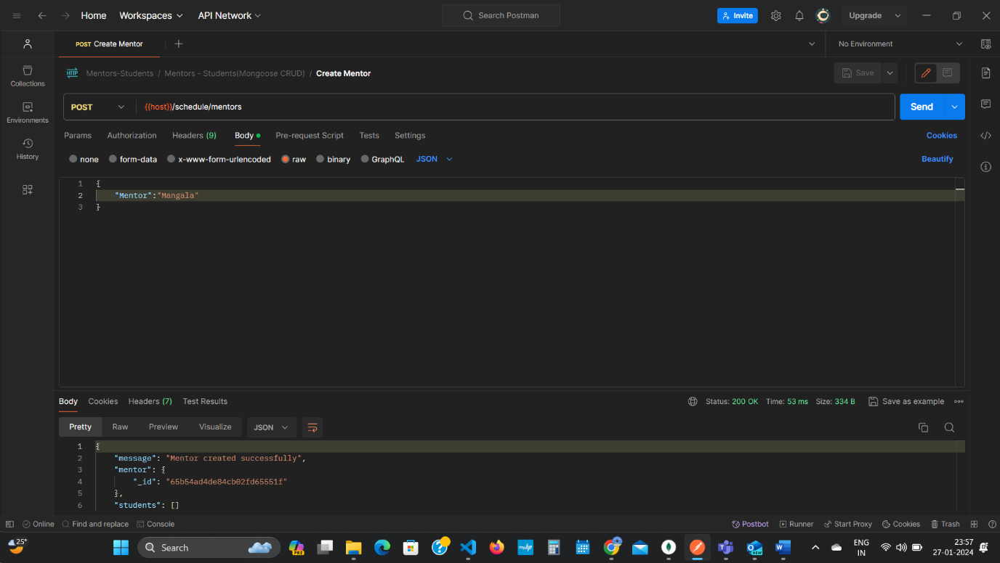 Home Workspaces API Network Search Postman Invite Upgrade
POST Create Mentor No Environment
HTTP Mentors-Students / Mentors - Students(Mongoose CRUD) / Create Mentor Save
Collections
POST {{host}}/schedule/mentors Send
Environments
Params Authorization Headers (9) Body Pre-request Script Tests Settings Cookies
History
none form-data x-www-form-urlencoded raw binary GraphQL JSON Beautify
1 {
2 "Mentor":"Mangala"
3 }
Body Cookies Headers (7) Test Results Status: 200 OK Time: 53 ms Size: 334 B Save as example
Pretty Raw Preview Visualize JSON
1 {
2 "message": "Mentor created successfully",
3 "mentor": {
4 "_id": "65b54ad4de84cb02fd65551f"
5 },
6 "students": []
Online Find and replace Console Postbot Runner Start Proxy Cookies Trash
25° Search PRE myhp NEW ENG 23:57
IN 27-01-2024